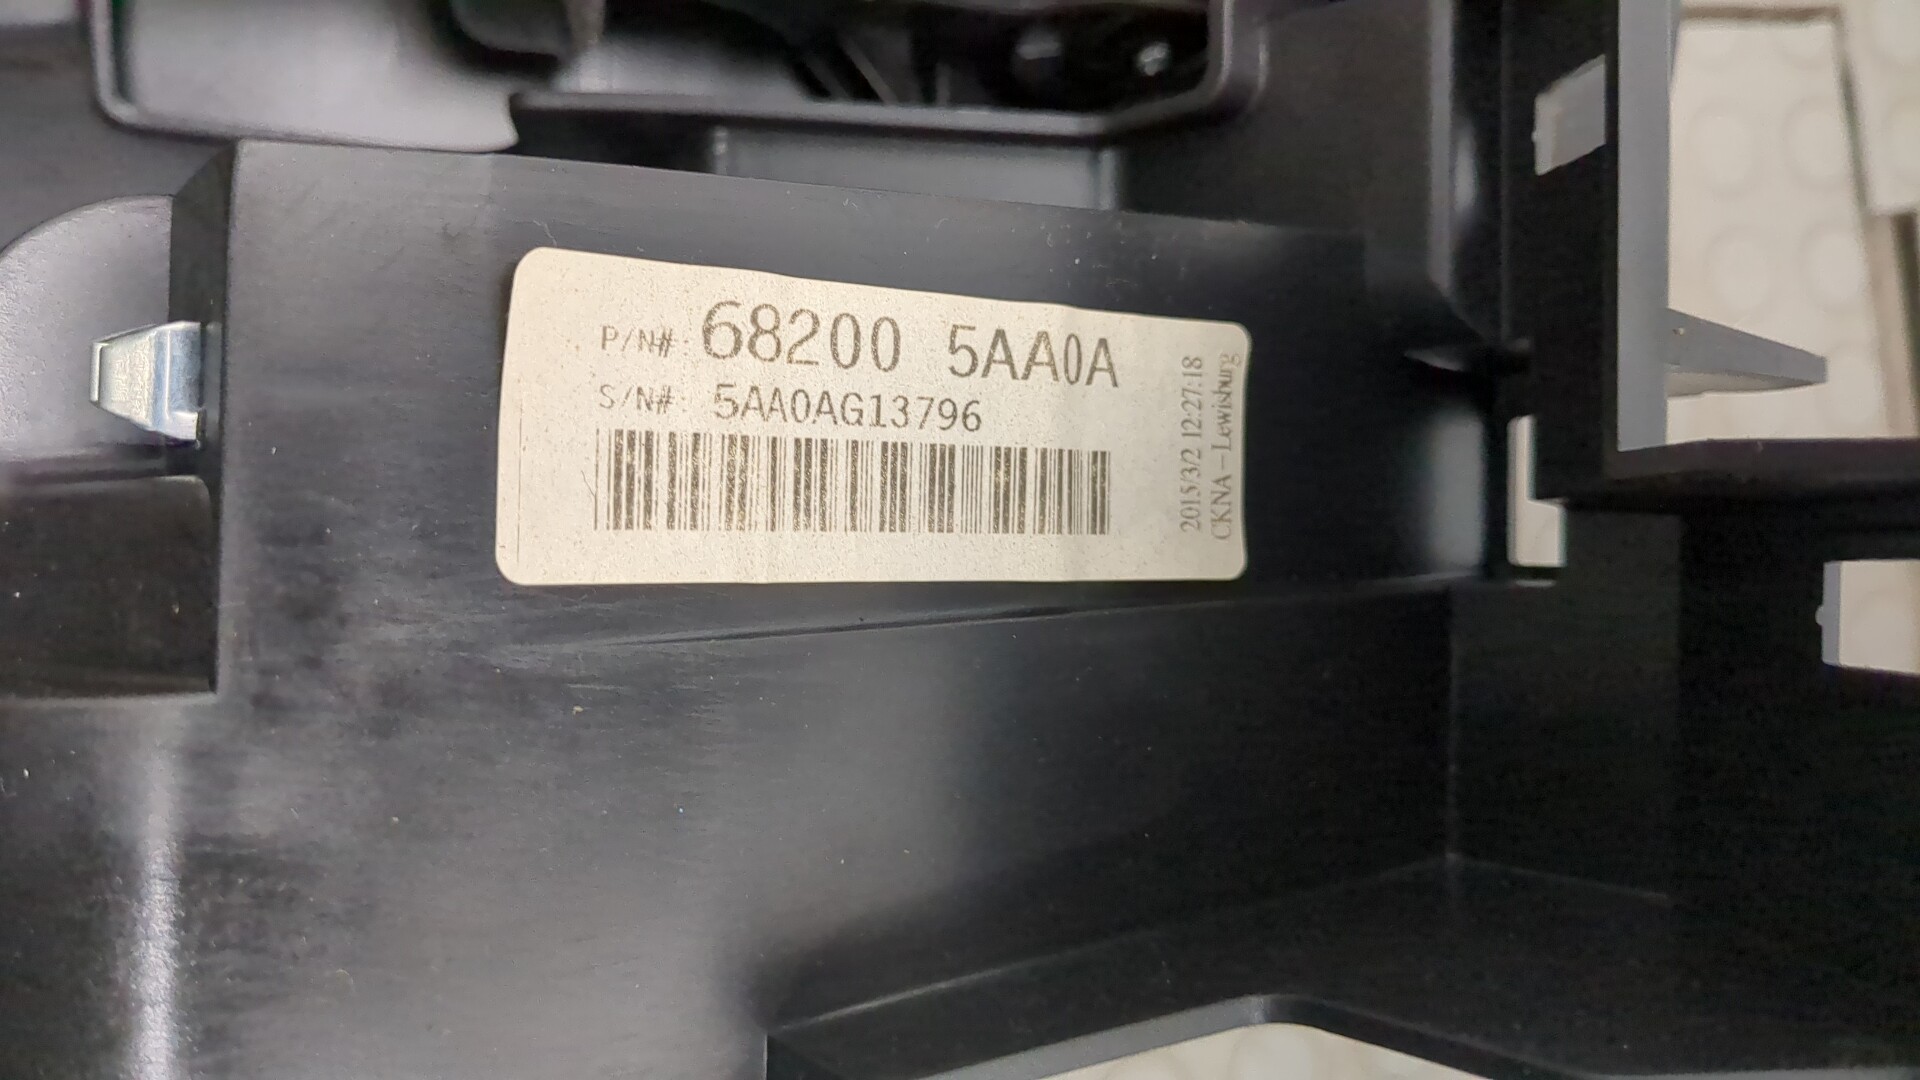 P/N#: 68200 5AA0A
S/N#: 5AA0AG13796
2015/3/2 12:27:18
CKNA-Lewisburg